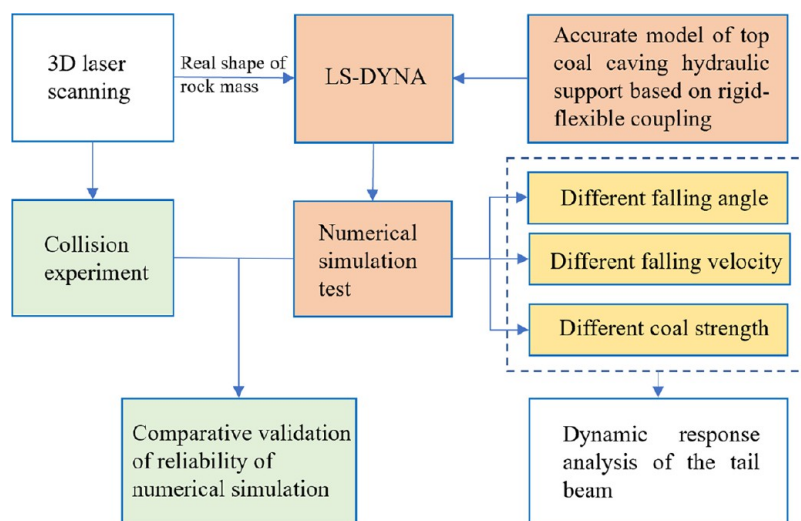 3D laser
scanning
Real shape of
rock mass
LS-DYNA
Accurate model of top
coal caving hydraulic
support based on rigid-
flexible coupling
Collision
experiment
Numerical
simulation
test
Different falling angle
Different falling velocity
Different coal strength
Comparative validation
of reliability of
numerical simulation
Dynamic response
analysis of the tail
beam